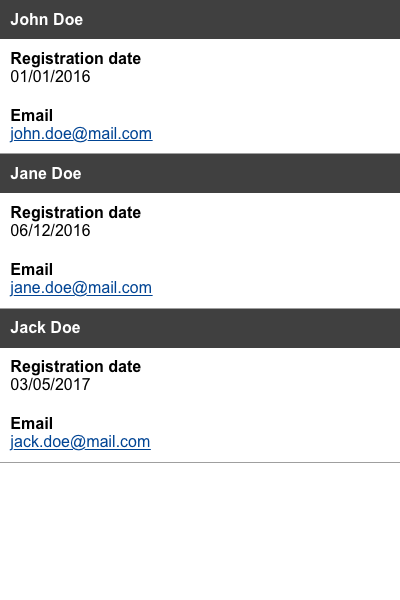 John Doe
Registration date
01/01/2016
Email
john.doe@mail.com
Jane Doe
Registration date
06/12/2016
Email
jane.doe@mail.com
Jack Doe
Registration date
03/05/2017
Email
jack.doe@mail.com